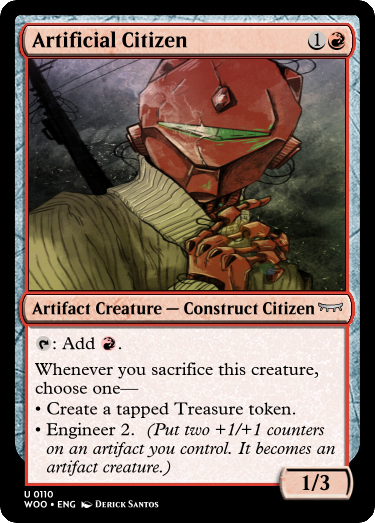 Artificial Citizen 1
Artifact Creature — Construct Citizen
: Add .
Whenever you sacrifice this creature,
choose one—
• Create a tapped Treasure token.
• Engineer 2. (Put two +1/+1 counters
on an artifact you control. It becomes an
artifact creature.)
1/3
U 0110
WOO • ENG Derick Santos